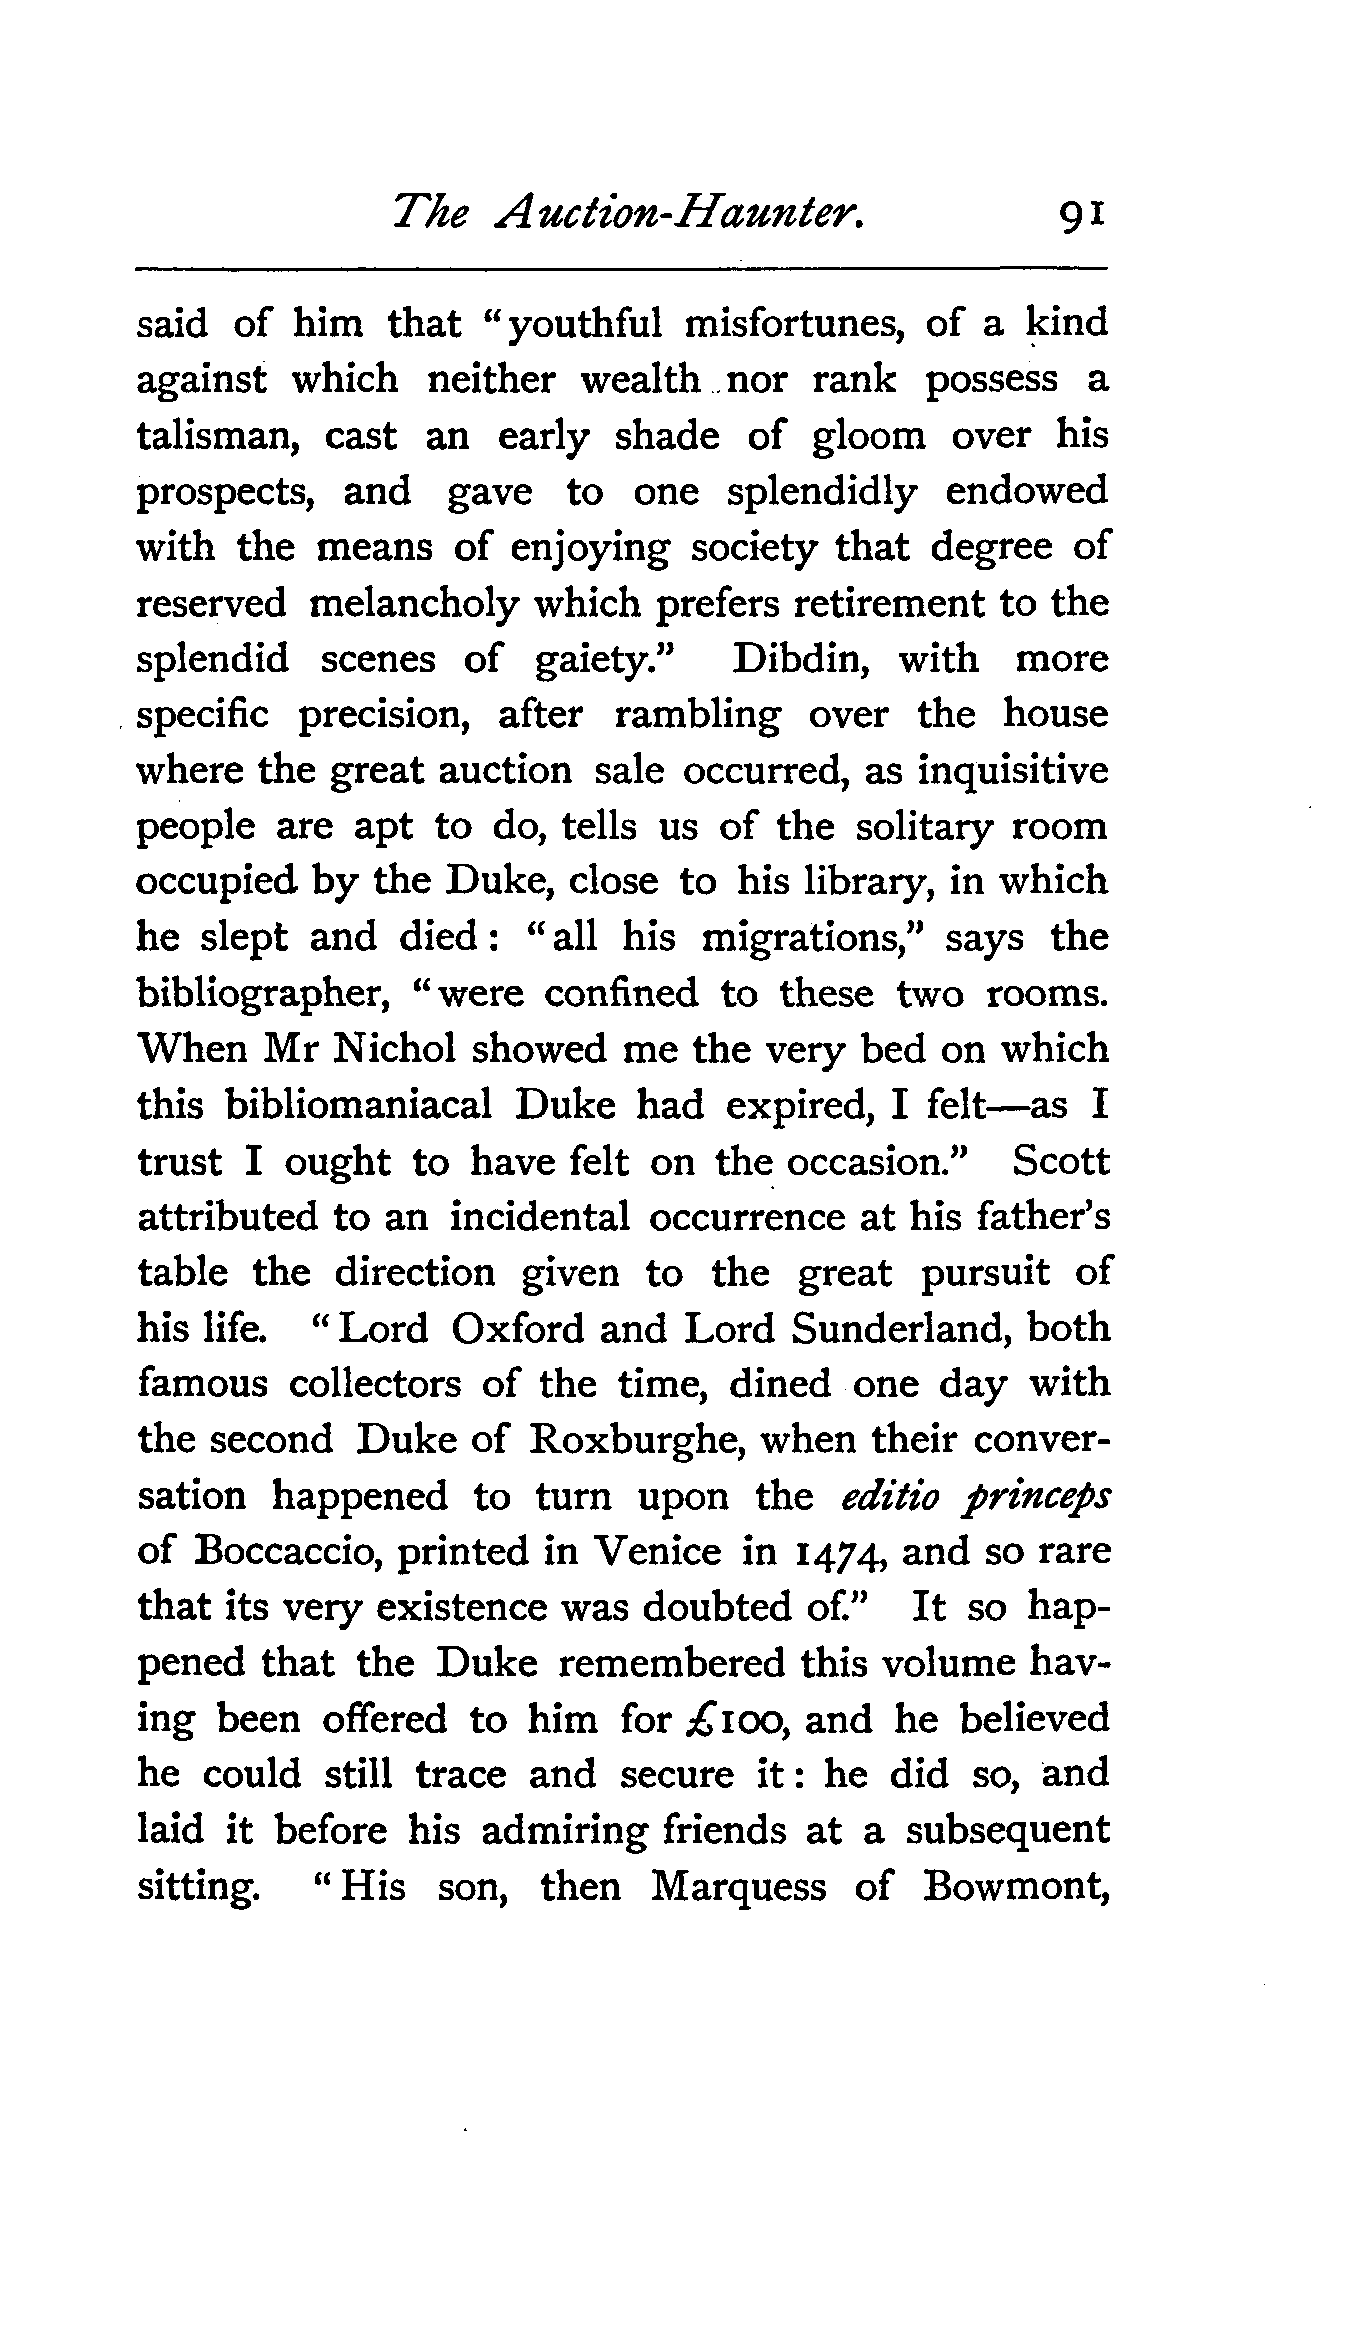 The Auction-Haunter. 91
said of him that "youthful misfortunes, of a kind
against which neither wealth nor rank possess a
talisman, cast an early shade of gloom over his
prospects, and gave to one splendidly endowed
with the means of enjoying society that degree of
reserved melancholy which prefers retirement to the
splendid scenes of gaiety." Dibdin, with more
specific precision, after rambling over the house
where the great auction sale occurred, as inquisitive
people are apt to do, tells us of the solitary room
occupied by the Duke, close to his library, in which
he slept and died: "all his migrations," says the
bibliographer, "were confined to these two rooms.
When Mr Nichol showed me the very bed on which
this bibliomaniacal Duke had expired, I felt—as I
trust I ought to have felt on the occasion." Scott
attributed to an incidental occurrence at his father's
table the direction given to the great pursuit of
his life. "Lord Oxford and Lord Sunderland, both
famous collectors of the time, dined one day with
the second Duke of Roxburghe, when their conver-
sation happened to turn upon the editio princeps
of Boccaccio, printed in Venice in 1474, and so rare
that its very existence was doubted of." It so hap-
pened that the Duke remembered this volume hav-
ing been offered to him for £100, and he believed
he could still trace and secure it: he did so, and
laid it before his admiring friends at a subsequent
sitting. "His son, then Marquess of Bowmont,